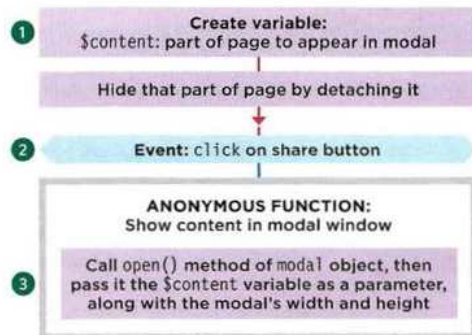 1
Create variable:
$content: part of page to appear in modal
Hide that part of page by detaching it
2
Event: click on share button
ANONYMOUS FUNCTION:
Show content in modal window
3
Call open() method of modal object, then
pass it the $content variable as a parameter,
along with the modal's width and height